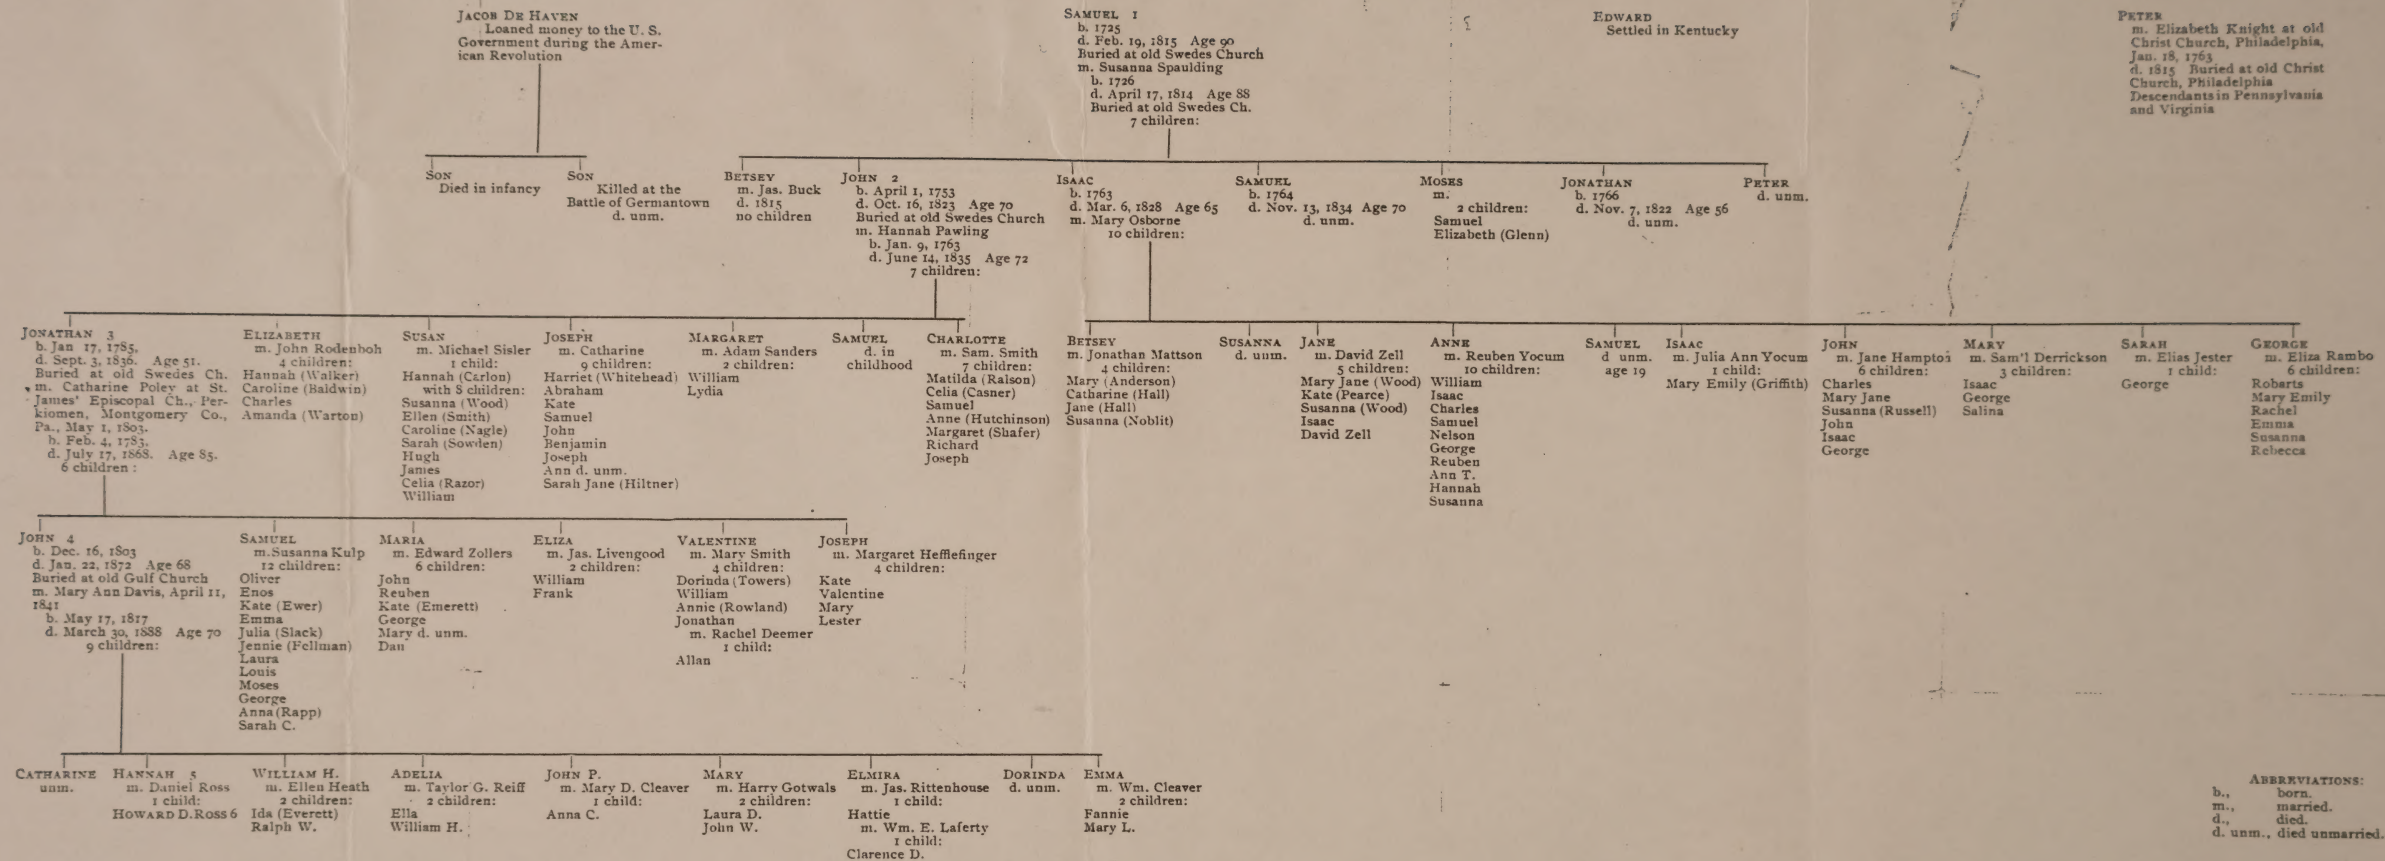 JACOB DE HAVEN
Loaned money to the U. S.
Government during the Amer-
ican Revolution
SAMUEL 1
b. 1725
d. Feb. 19, 1815 Age 90
Buried at old Swedes Church
m. Susanna Spaulding
b. 1726
d. April 17, 1814 Age 88
Buried at old Swedes Ch.
7 children:
EDWARD
Settled in Kentucky
PETER
m. Elizabeth Knight at old
Christ Church, Philadelphia,
Jan. 18, 1763
d. 1815 Buried at old Christ
Church, Philadelphia
Descendants in Pennsylvania
and Virginia
SON
Died in infancy
SON
Killed at the
Battle of Germantown
d. unm.
BETSEY
m. Jas. Buck
d. 1815
no children
JOHN 2
b. April 1, 1753
d. Oct. 16, 1823 Age 70
Buried at old Swedes Church
m. Hannah Pawling
b. Jan. 9, 1763
d. June 14, 1835 Age 72
7 children:
ISAAC
b. 1763
d. Mar. 6, 1828 Age 65
m. Mary Osborne
10 children:
SAMUEL
b. 1764
d. Nov. 13, 1834 Age 70
d. unm.
MOSES
m.
2 children:
Samuel
Elizabeth (Glenn)
JONATHAN
b. 1766
d. Nov. 7, 1822 Age 56
d. unm.
PETER
d. unm.
JONATHAN 3
b. Jan 17, 1785.
d. Sept. 3, 1836. Age 51.
Buried at old Swedes Ch.
m. Catharine Poley at St.
James' Episcopal Ch., Per-
kiomen, Montgomery Co.,
Pa., May 1, 1803.
b. Feb. 4, 1783.
d. July 17, 1868. Age 85.
6 children:
ELIZABETH
m. John Rodenboh
4 children:
Hannah (Walker)
Caroline (Baldwin)
Charles
Amanda (Warton)
SUSAN
m. Michael Sisler
1 child:
Hannah (Carlon)
with 8 children:
Susanna (Wood)
Ellen (Smith)
Caroline (Nagle)
Sarah (Sowden)
Hugh
James
Celia (Razor)
William
JOSEPH
m. Catharine
9 children:
Harriet (Whitehead)
Abraham
Kate
Samuel
John
Benjamin
Joseph
Ann d. unm.
Sarah Jane (Hiltner)
MARGARET
m. Adam Sanders
2 children:
William
Lydia
SAMUEL
d. in
childhood
CHARLOTTE
m. Sam. Smith
7 children:
Matilda (Raison)
Celia (Casner)
Samuel
Anne (Hutchinson)
Margaret (Shafer)
Richard
Joseph
BETSEY
m. Jonathan Mattson
4 children:
Mary (Anderson)
Catharine (Hall)
Jane (Hall)
Susanna (Noblit)
SUSANNA
d. unm.
JANE
m. David Zell
5 children:
Mary Jane (Wood)
Kate (Pearce)
Susanna (Wood)
Isaac
David Zell
ANNE
m. Reuben Yocum
10 children:
William
Isaac
Charles
Samuel
Nelson
George
Reuben
Ann T.
Hannah
Susanna
SAMUEL
d unm.
age 19
ISAAC
m. Julia Ann Yocum
1 child:
Mary Emily (Griffith)
JOHN
m. Jane Hampton
6 children:
Charles
Mary Jane
Susanna (Russell)
John
Isaac
George
MARY
m. Sam'l Derrickson
3 children:
Isaac
George
Salina
SARAH
m. Elias Jester
1 child:
George
GEORGE
m. Eliza Rambo
6 children:
Robarts
Mary Emily
Rachel
Emma
Susanna
Rebecca
JOHN 4
b. Dec. 16, 1803
d. Jan. 22, 1872 Age 68
Buried at old Gulf Church
m. Mary Ann Davis, April 11,
1841
b. May 17, 1817
d. March 30, 1888 Age 70
9 children:
SAMUEL
m. Susanna Kulp
12 children:
Oliver
Enos
Kate (Ewer)
Emma
Julia (Slack)
Jennie (Fellman)
Laura
Louis
Moses
George
Anna (Rapp)
Sarah C.
MARIA
m. Edward Zollers
6 children:
John
Reuben
Kate (Emerett)
George
Mary d. unm.
Dan
ELIZA
m. Jas. Livengood
2 children:
William
Frank
VALENTINE
m. Mary Smith
4 children:
Dorinda (Towers)
William
Annie (Rowland)
Jonathan
m. Rachel Deemer
1 child:
Allan
JOSEPH
m. Margaret Hefflefinger
4 children:
Kate
Valentine
Mary
Lester
CATHARINE
unm.
HANNAH 5
m. Daniel Ross
1 child:
HOWARD D. ROSS 6
WILLIAM H.
m. Ellen Heath
2 children:
Ida (Everett)
Ralph W.
ADELIA
m. Taylor G. Reiff
2 children:
Ella
William H.
JOHN P.
m. Mary D. Cleaver
1 child:
Anna C.
MARY
m. Harry Gotwals
2 children:
Laura D.
John W.
ELMIRA
m. Jas. Rittenhouse
1 child:
Hattie
m. Wm. E. Laferty
1 child:
Clarence D.
DORINDA
d. unm.
EMMA
m. Wm. Cleaver
2 children:
Fannie
Mary L.
ABBREVIATIONS:
b., born.
m., married.
d., died.
d. unm., died unmarried.